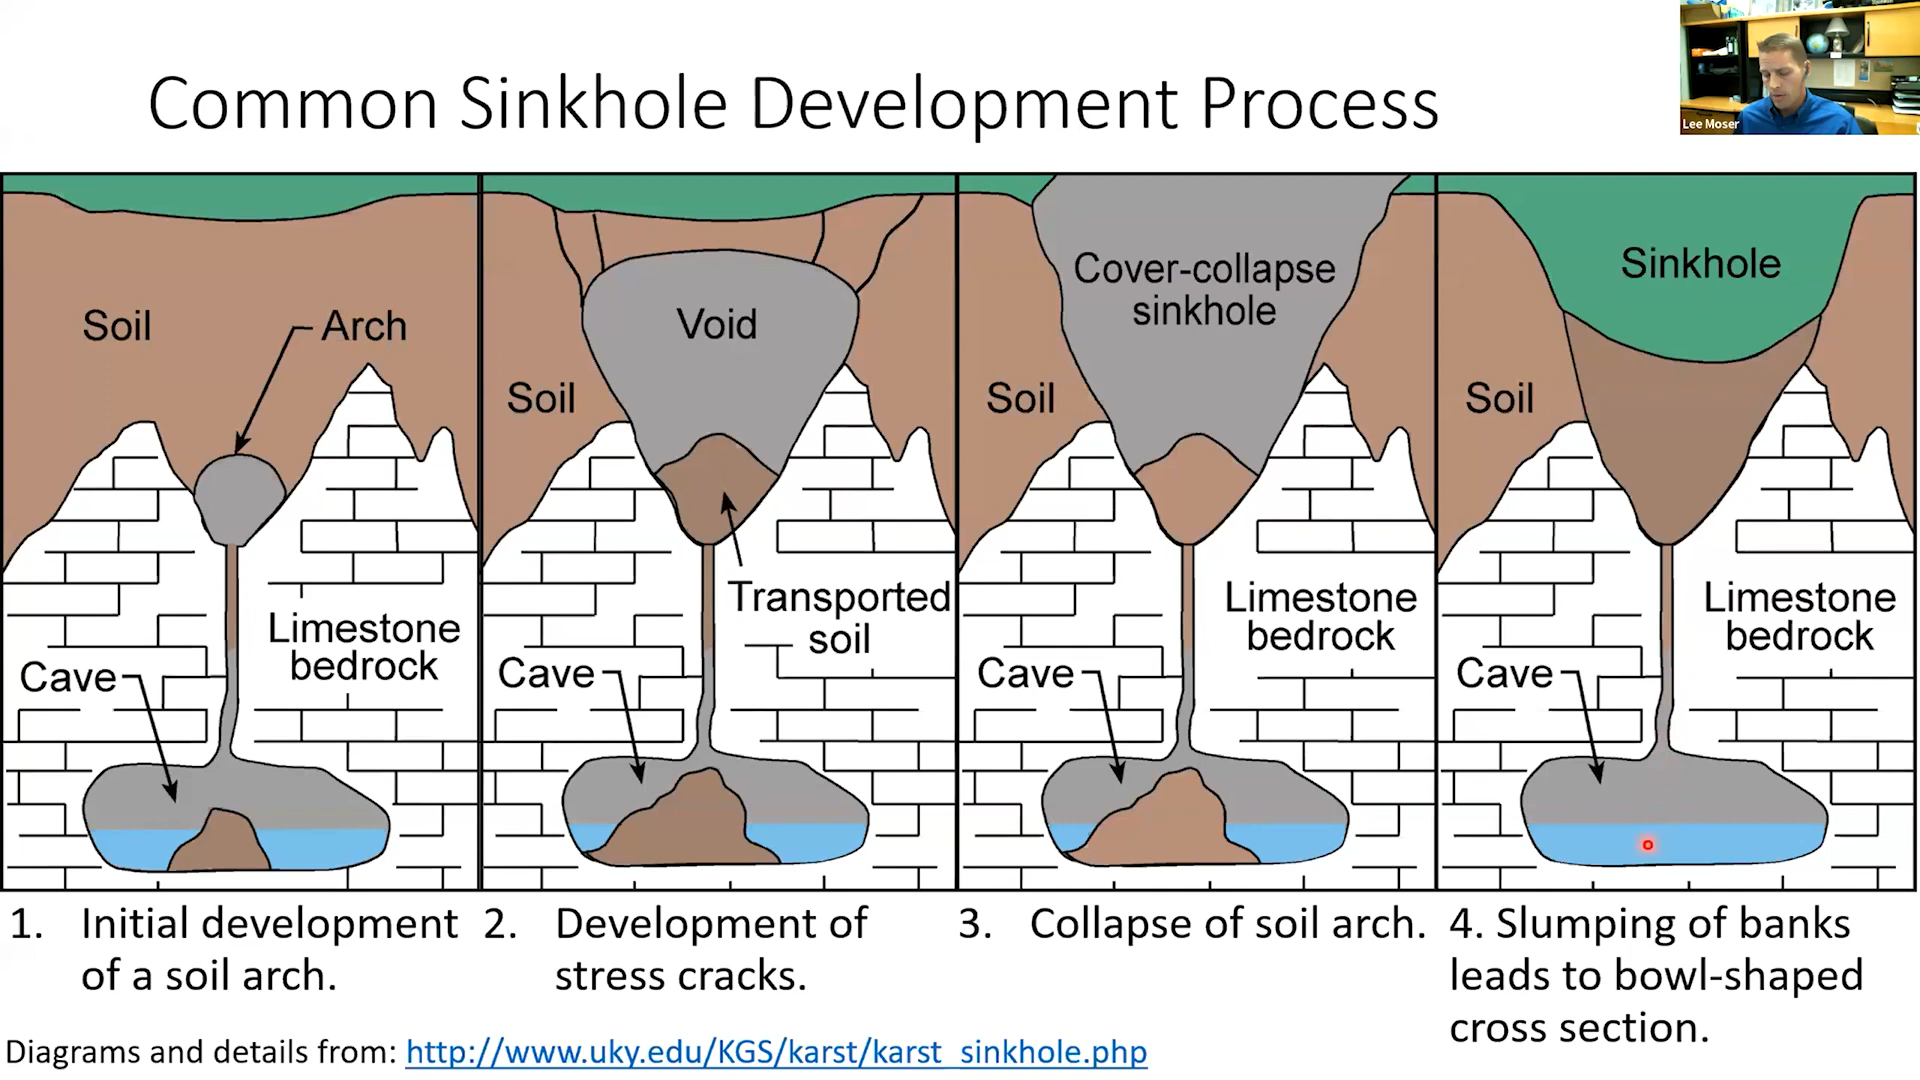 Common Sinkhole Development Process
Lee Moser
Soil
Arch
Cave
Limestone
bedrock
Void
Soil
Transported
soil
Cave
Cover-collapse
sinkhole
Soil
Limestone
bedrock
Cave
Sinkhole
Soil
Limestone
bedrock
Cave
1. Initial development
of a soil arch.
2. Development of
stress cracks.
3. Collapse of soil arch.
4. Slumping of banks
leads to bowl-shaped
cross section.
Diagrams and details from: http://www.uky.edu/KGS/karst/karst_sinkhole.php